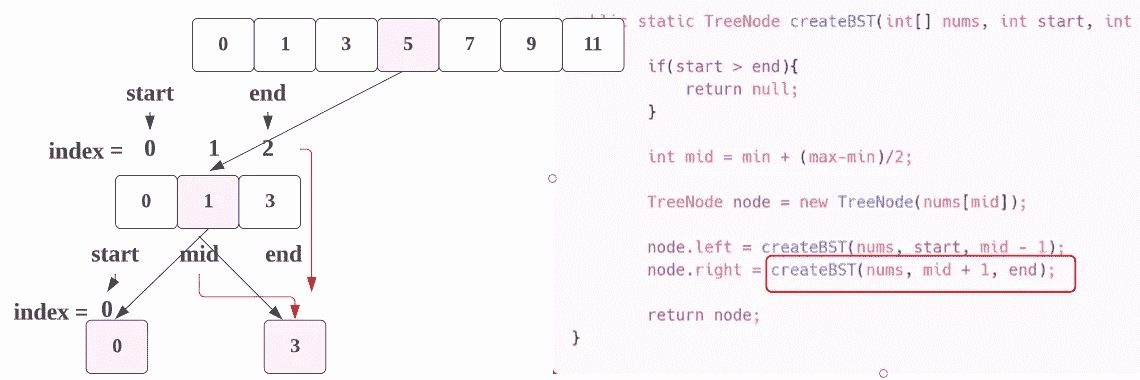 0 1 3 5 7 9 11
start end
index = 0 1 2
0 1 3
start mid end
index = 0
0 3
static TreeNode createBST(int[] nums, int start, int
if(start > end){
return null;
}
int mid = min + (max-min)/2;
TreeNode node = new TreeNode(nums[mid]);
node.left = createBST(nums, start, mid - 1);
node.right = createBST(nums, mid + 1, end);
return node;
}